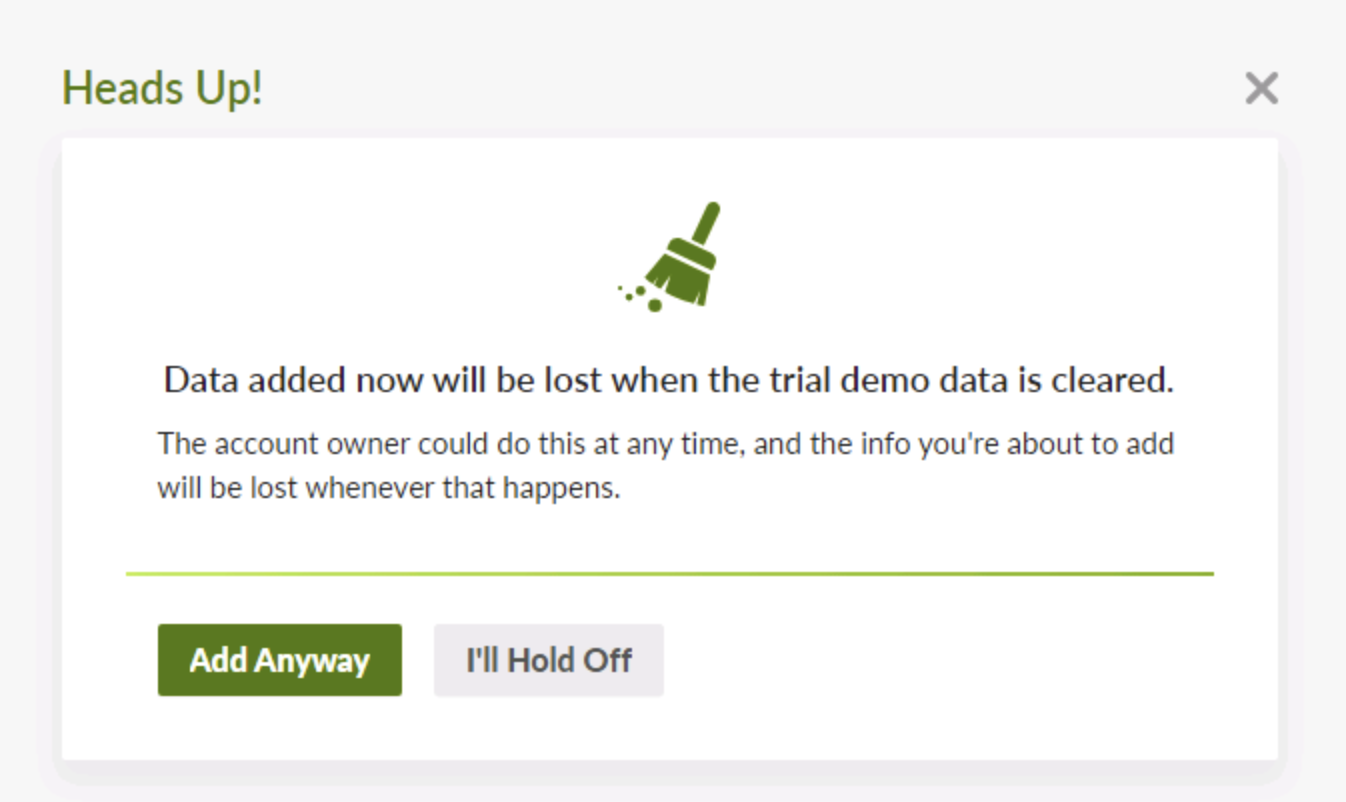 Heads Up!
Data added now will be lost when the trial demo data is cleared.
The account owner could do this at any time, and the info you're about to add
will be lost whenever that happens.
Add Anyway
I'll Hold Off